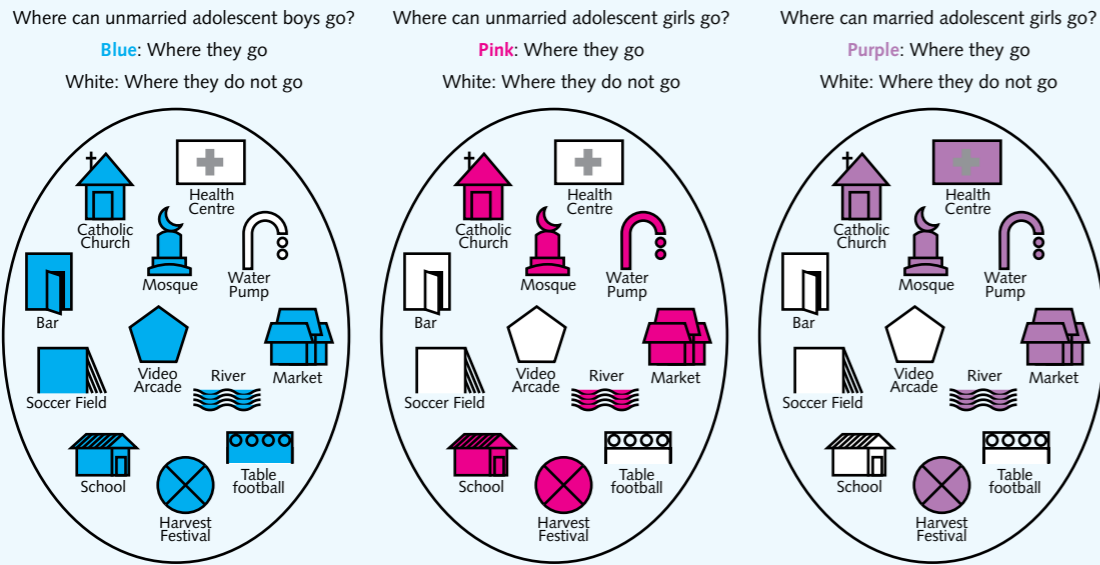 Where can unmarried adolescent boys go?
Blue: Where they go
White: Where they do not go
Health
Centre
Catholic
Church
Mosque
Water
Pump
Bar
Video
Arcade
River
Market
Soccer Field
School
Table
football
Harvest
Festival
Where can unmarried adolescent girls go?
Pink: Where they go
White: Where they do not go
Health
Centre
Catholic
Church
Mosque
Water
Pump
Bar
Video
Arcade
River
Market
Soccer Field
School
Table
football
Harvest
Festival
Where can married adolescent girls go?
Purple: Where they go
White: Where they do not go
Health
Centre
Catholic
Church
Mosque
Water
Pump
Bar
Video
Arcade
River
Market
Soccer Field
School
Table
football
Harvest
Festival